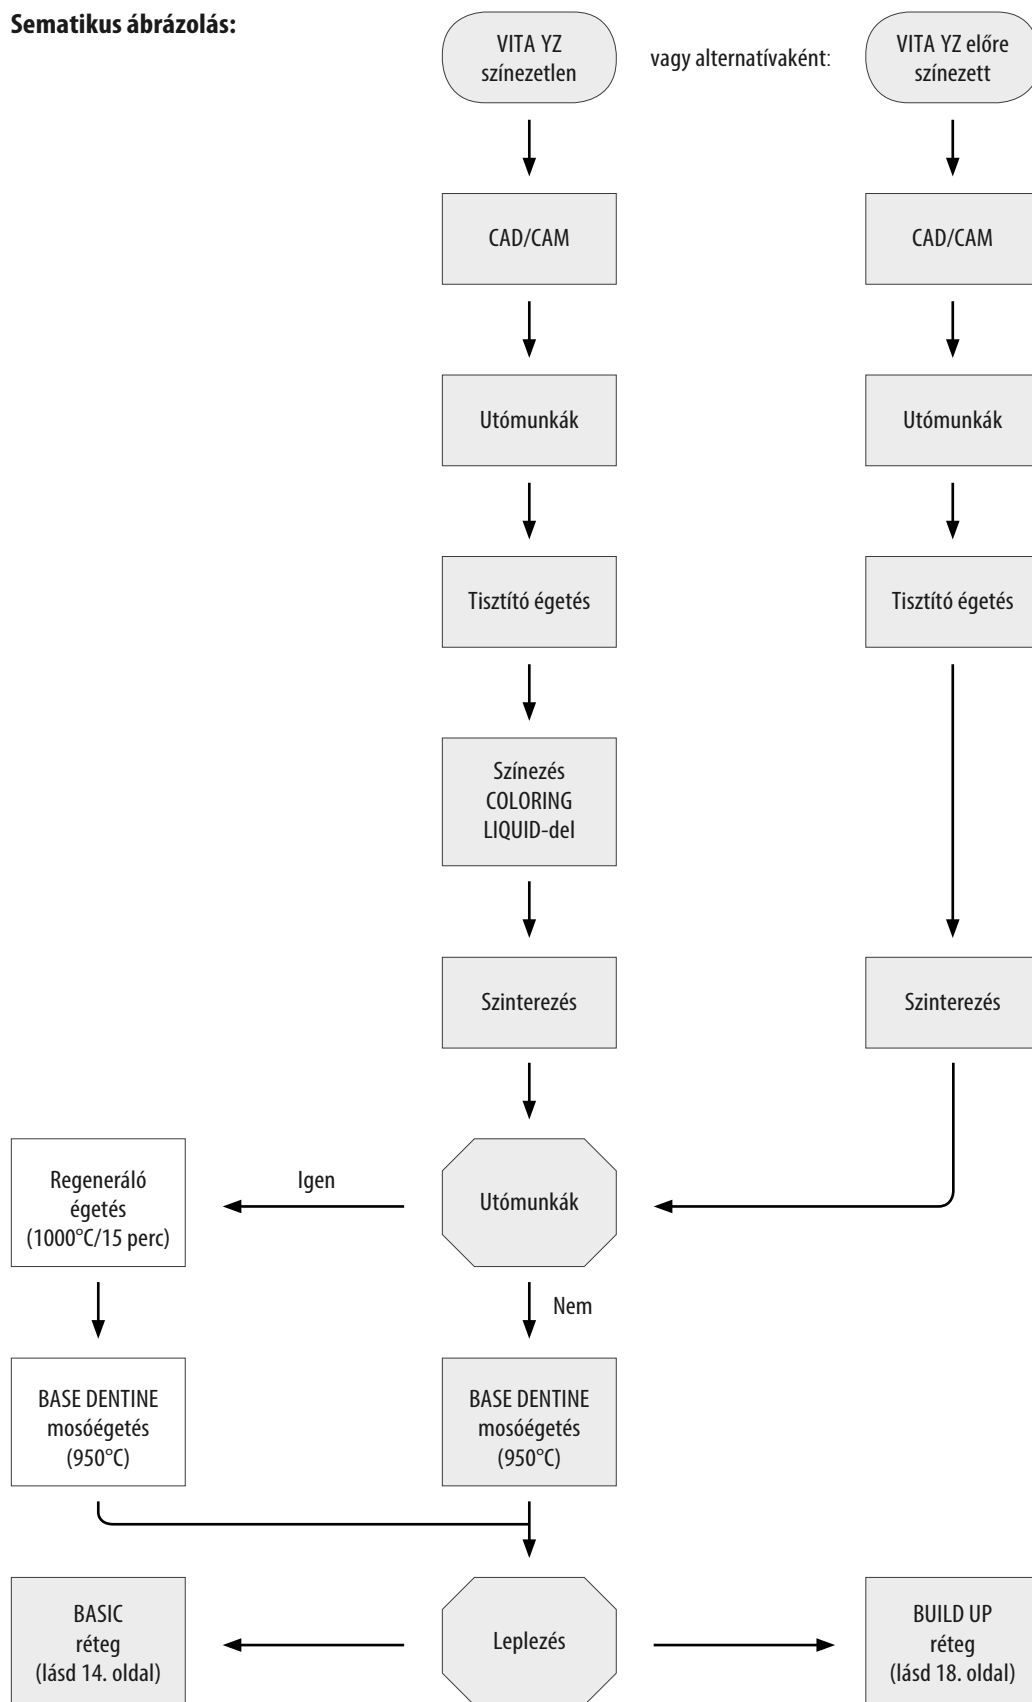 Sematikus ábrázolás:
VITA YZ
színezetlen
vagy alternatívaként:
VITA YZ előre
színezett
CAD/CAM
CAD/CAM
Utómunkák
Utómunkák
Tisztító égetés
Tisztító égetés
Színezés
COLORING
LIQUID-del
Szinterezés
Szinterezés
Regeneráló
égetés
(1000°C/15 perc)
Igen
Utómunkák
Nem
BASE DENTINE
mosóégetés
(950°C)
BASE DENTINE
mosóégetés
(950°C)
BASIC
réteg
(lásd 14. oldal)
Leplezés
BUILD UP
réteg
(lásd 18. oldal)